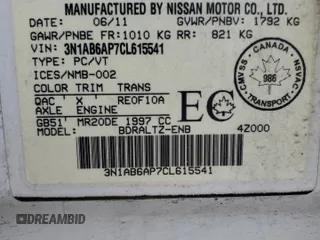 MANUFACTURED BY NISSAN MOTOR CO., LTD.
DATE: 06/11 GVWR/PNBV: 1792 KG
GAWR/PNBE FR:1010 KG RR: 821 KG
VIN: 3N1AB6AP7CL615541
TYPE: PC/VT
ICES/NMB-002
COLOR TRIM TRANS
QAC ' X ' RE0F10A
AXLE ENGINE
GB51' MR20DE 1997 CC
EC
BDRALTZ-ENB 4Z000
3N1AB6AP7CL615541
CANADA
CMVSS
NSVAC
986
TRANSPORT
©DREAMBID